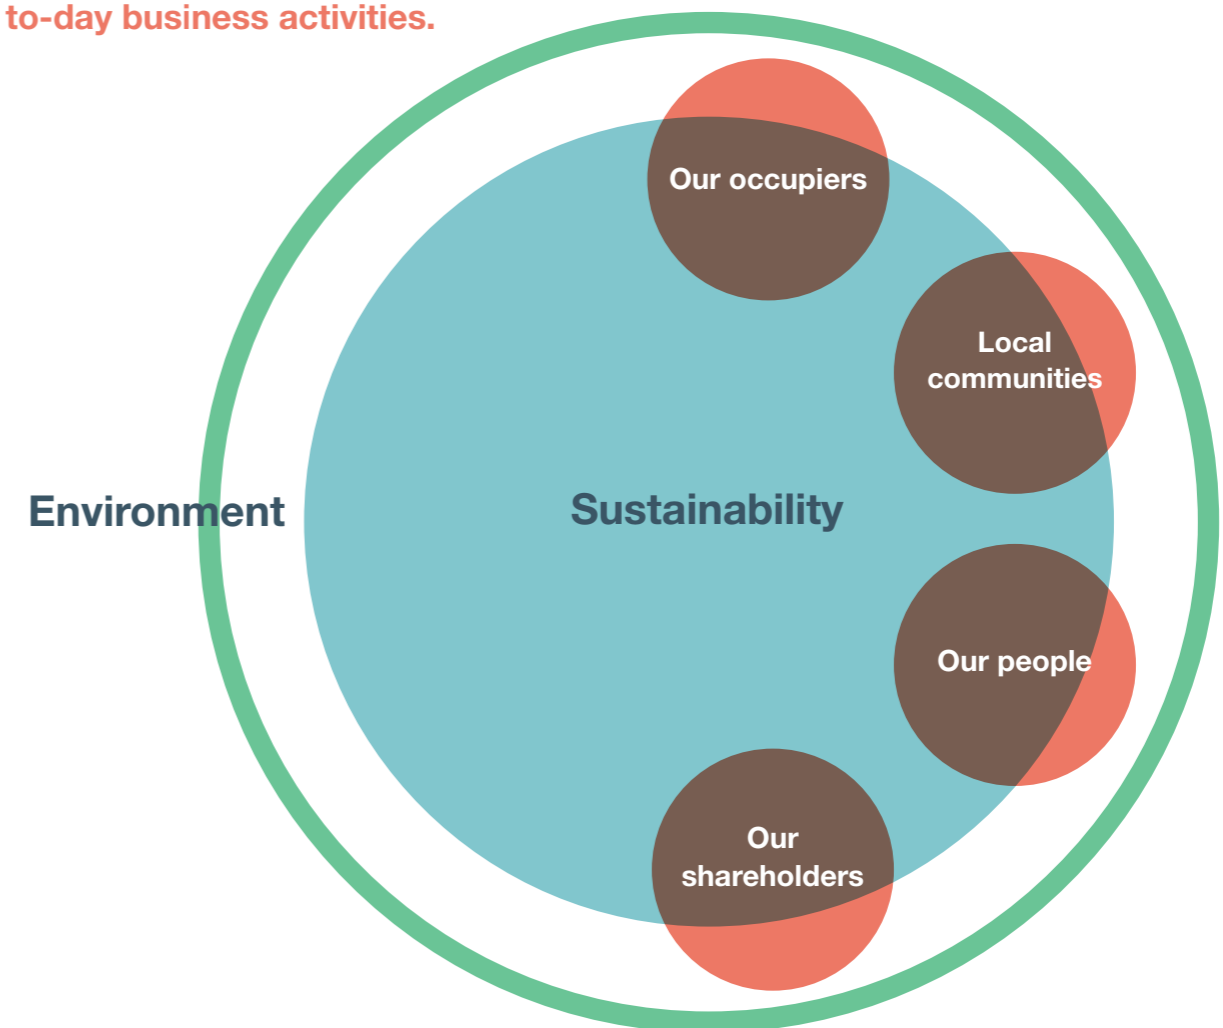 to-day business activities.
Our occupiers
Local
communities
Environment
Sustainability
Our people
Our
shareholders